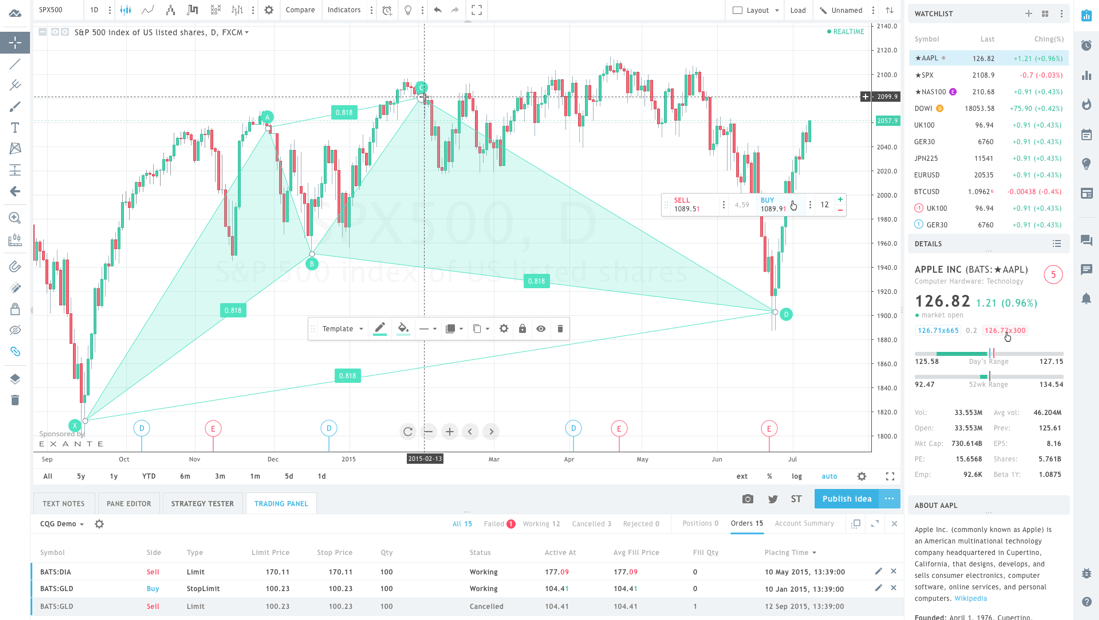 SPX500 1D Compare Indicators Layout Load Unnamed
S&P 500 Index of US listed shares, D, FXCM
REALTIME
2140.0
2120.0
2100.0
2099.9
2080.0
2057.9
2040.0
2020.0
2000.0
1980.0
1960.0
1940.0
1920.0
1900.0
1880.0
1860.0
1840.0
1820.0
1800.0
SPX500, D
S&P 500 Index of US listed shares
A
C
0.818
B
0.818
0.818
D
0.818
A
SELL
1089.51
4.59
BUY
1089.91
12
Template
D E D D E E
Sponsored by
EXANTE
Sep Oct Nov Dec 2015 2015-02-13 Mar Apr May Jun Jul
All 5y 1y YTD 6m 3m 1m 5d 1d ext % log auto
TEXT NOTES PANE EDITOR STRATEGY TESTER TRADING PANEL ST Publish idea ...
CQG Demo All 15 Failed 1 Working 12 Cancelled 3 Rejected 0 Positions 0 Orders 15 Account Summary
Symbol Side Type Limit Price Stop Price Qty Status Active At Avg Fill Price Fill Qty Placing Time
BATS:DIA Sell Limit 170.11 170.11 100 Working 177.09 177.09 0 10 May 2015, 13:39:00
BATS:GLD Buy StopLimit 100.23 100.23 100 Working 104.41 104.41 0 10 Jan 2015, 13:39:00
BATS:GLD Sell Limit 100.23 100.23 100 Cancelled 104.41 104.41 1 12 Sep 2015, 13:39:00
WATCHLIST
Symbol Last Chng(%)
★AAPL 126.82 +1.21 (+0.96%)
★SPX 2108.9 -0.7 (-0.03%)
★NAS100 E 210.68 +0.91 (+0.43%)
DOWI 18053.58 +75.90 (+0.42%)
UK100 96.94 +0.91 (+0.43%)
GER30 6760 +0.91 (+0.43%)
JPN225 11541 +0.91 (+0.43%)
EURUSD 20535 +0.91 (+0.43%)
BTCUSD 1.0962 -0.00438 (-0.4%)
UK100 96.94 +0.91 (+0.43%)
GER30 6760 +0.91 (+0.43%)
DETAILS
APPLE INC (BATS:★AAPL)
Computer Hardware: Technology
5
126.82 1.21 (0.96%)
market open
126.71x665 0.2 126.73x300
125.58 Day's Range 127.15
92.47 52wk Range 134.54
Vol: 33.553M Avg vol: 46.204M
Open: 33.553M Prev: 125.61
Mkt Cap: 730.614B EPS: 8.16
PE: 15.6568 Shares: 5.761B
Emp: 92.6K Beta 1Y: 1.0875
ABOUT AAPL
Apple Inc. (commonly known as Apple) is
an American multinational technology
company headquartered in Cupertino,
California, that designs, develops, and
sells consumer electronics, computer
software, online services, and personal
computers. Wikipedia
Founded: April 1, 1976, Cupertino,